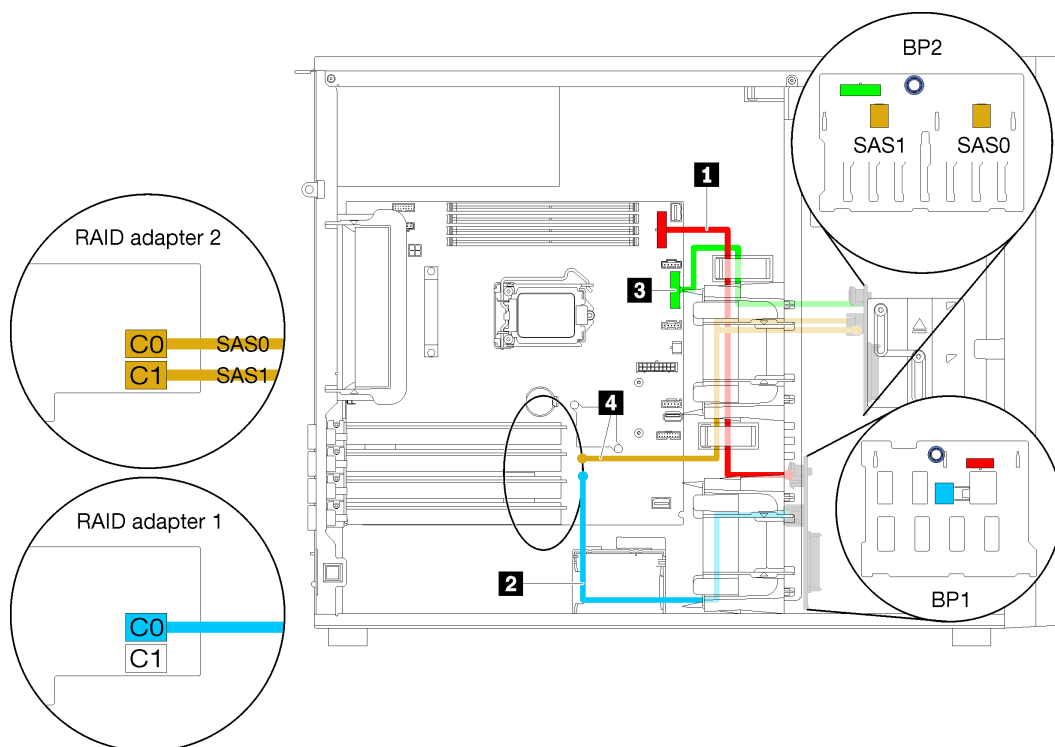 BP2
SAS1
SAS0
1
RAID adapter 2
3
C0
SAS0
C1
SAS1
4
RAID adapter 1
2
BP1
C0
C1